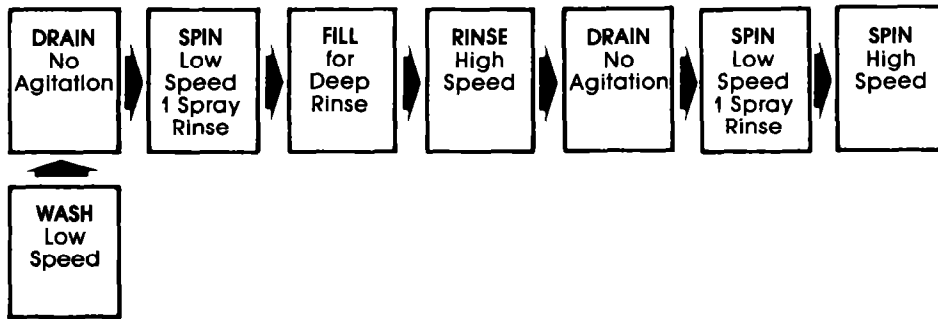 DRAIN
No
Agitation
SPIN
Low
Speed
1 Spray
Rinse
FILL
for
Deep
Rinse
RINSE
High
Speed
DRAIN
No
Agitation
SPIN
Low
Speed
1 Spray
Rinse
SPIN
High
Speed
WASH
Low
Speed